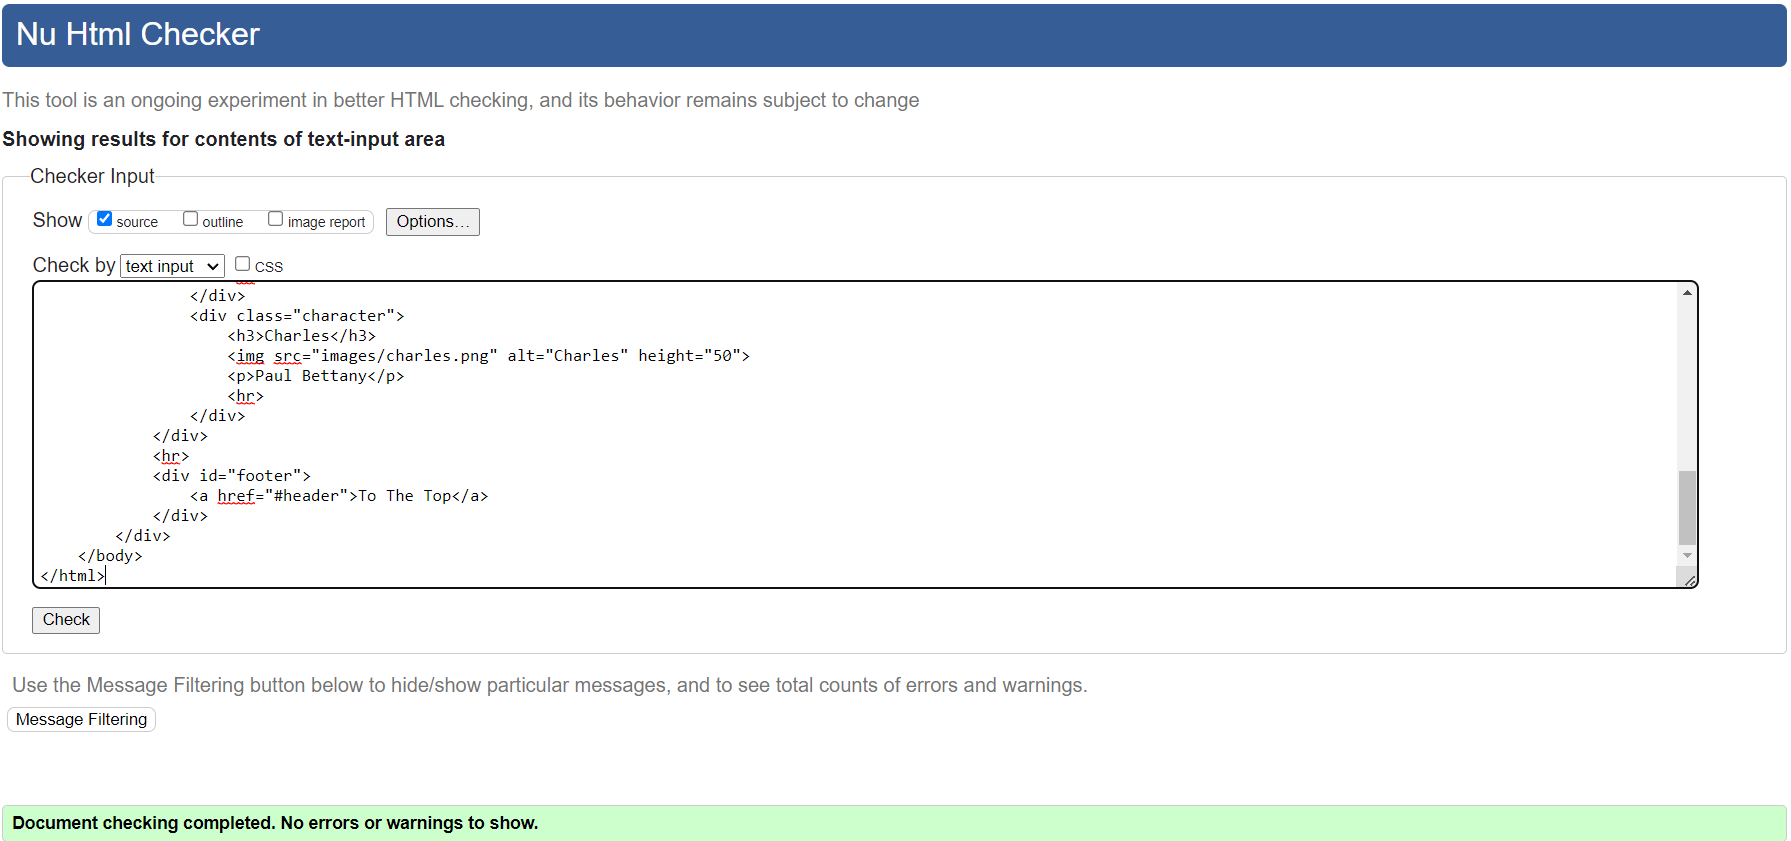 Nu Html Checker
This tool is an ongoing experiment in better HTML checking, and its behavior remains subject to change
Showing results for contents of text-input area
Checker Input
Show source outline image report Options...
Check by text input CSS
</div>
<div class="character">
<h3>Charles</h3>
<img src="images/charles.png" alt="Charles" height="50">
<p>Paul Bettany</p>
<hr>
</div>
</div>
<hr>
<div id="footer">
<a href="#header">To The Top</a>
</div>
</div>
</body>
</html>
Check
Use the Message Filtering button below to hide/show particular messages, and to see total counts of errors and warnings.
Message Filtering
Document checking completed. No errors or warnings to show.